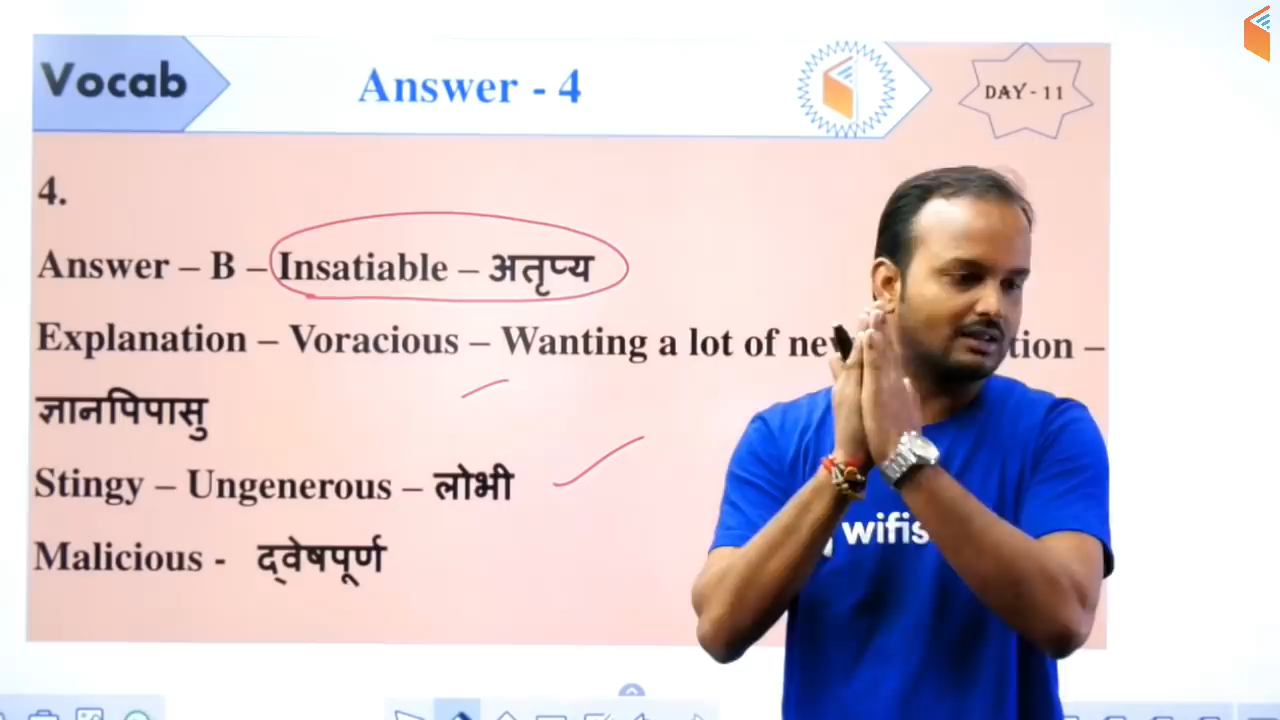 Vocab
Answer - 4
DAY - 11
4.
Answer – B – Insatiable – अतृप्य
Explanation – Voracious – Wanting a lot of tion –
ज्ञानपिपासु
Stingy – Ungenerous – लोभी
Malicious - द्वेषपूर्ण
wifis